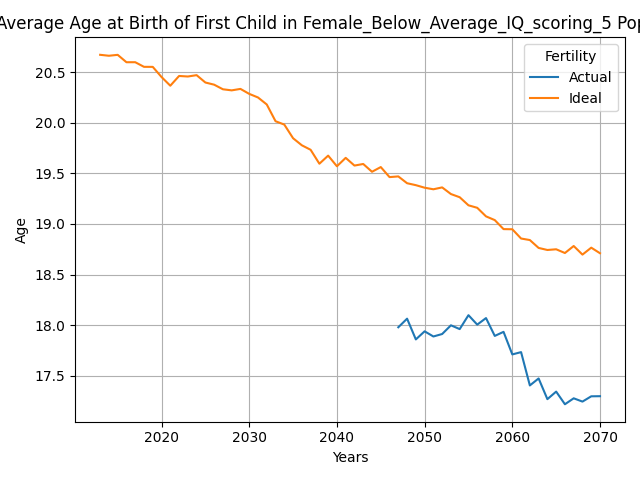 Average Age at Birth of First Child in Female_Below_Average_IQ_scoring_5
Fertility
Actual
Ideal
20.5
20.0
19.5
19.0
18.5
18.0
17.5
Age
2020 2030 2040 2050 2060 2070
Years